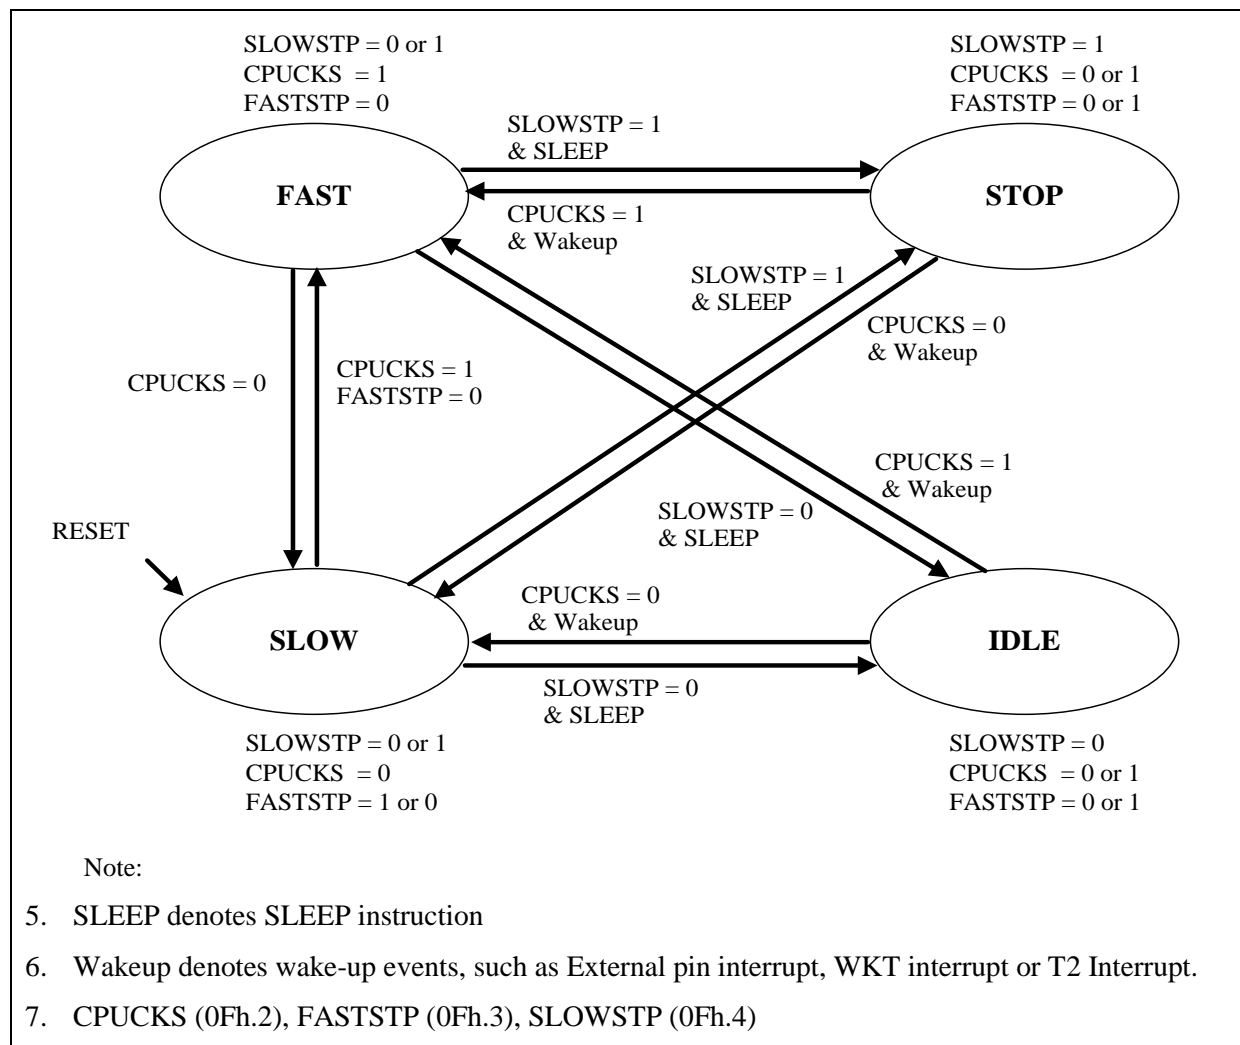 SLOWSTP = 0 or 1
CPUCKS = 1
FASTSTP = 0
SLOWSTP = 1
CPUCKS = 0 or 1
FASTSTP = 0 or 1
SLOWSTP = 1
& SLEEP
FAST
STOP
CPUCKS = 1
& Wakeup
SLOWSTP = 1
& SLEEP
CPUCKS = 0
& Wakeup
CPUCKS = 0
CPUCKS = 1
FASTSTP = 0
CPUCKS = 1
& Wakeup
SLOWSTP = 0
& SLEEP
RESET
CPUCKS = 0
& Wakeup
SLOW
IDLE
SLOWSTP = 0
& SLEEP
SLOWSTP = 0 or 1
CPUCKS = 0
FASTSTP = 1 or 0
SLOWSTP = 0
CPUCKS = 0 or 1
FASTSTP = 0 or 1
Note:
5. SLEEP denotes SLEEP instruction
6. Wakeup denotes wake-up events, such as External pin interrupt, WKT interrupt or T2 Interrupt.
7. CPUCKS (0Fh.2), FASTSTP (0Fh.3), SLOWSTP (0Fh.4)